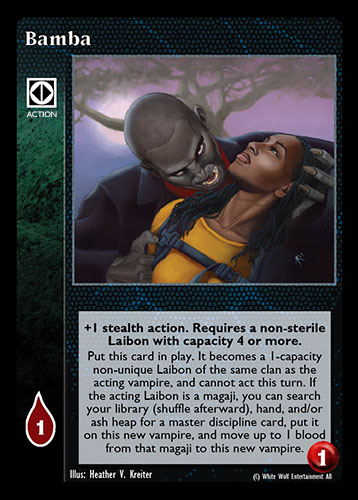 Bamba
ACTION
+1 stealth action. Requires a non-sterile
Laibon with capacity 4 or more.
Put this card in play. It becomes a 1-capacity
non-unique Laibon of the same clan as the
acting vampire, and cannot act this turn. If
the acting Laibon is a magaji, you can search
your library (shuffle afterward), hand, and/or
ash heap for a master discipline card, put it
on this new vampire, and move up to 1 blood
from that magaji to this new vampire.
1
1
Illus: Heather V. Kreiter
(C) White Wolf Entertainment AB